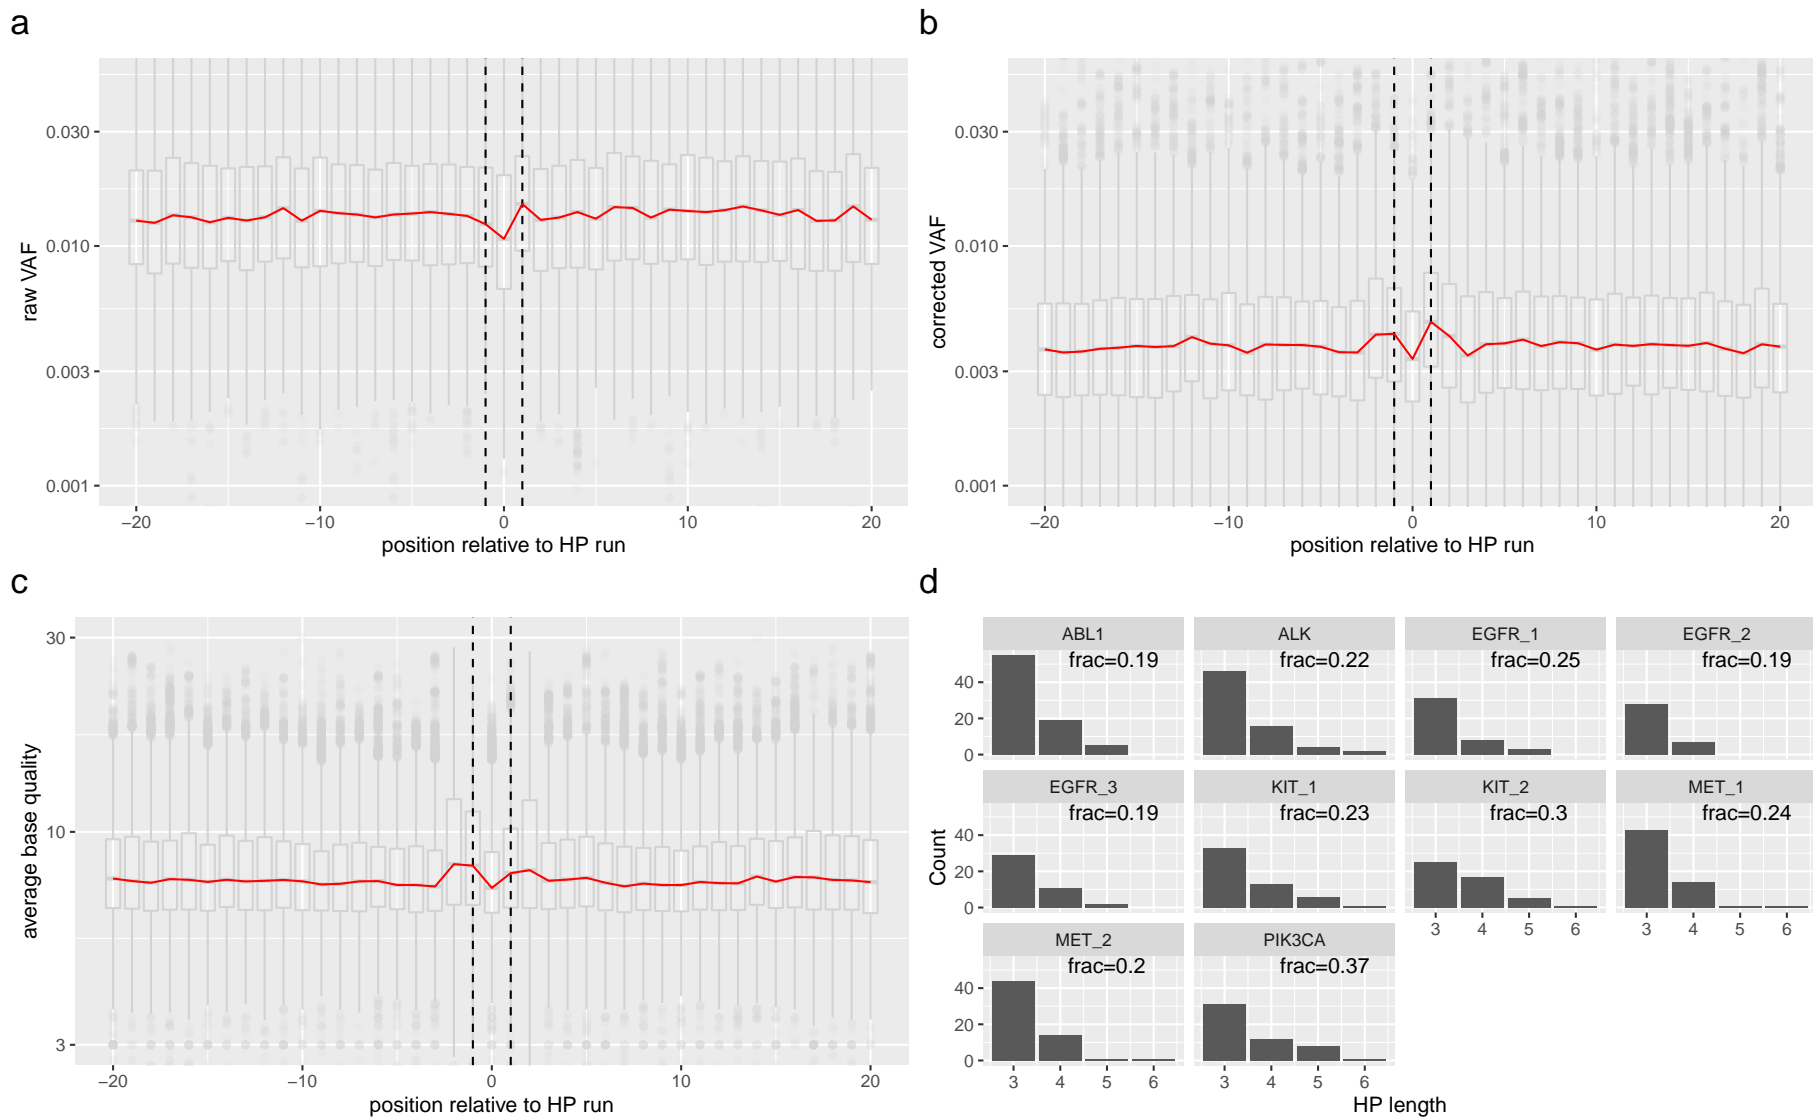 a
raw VAF
0.030
0.010
0.003
0.001
−20
−10
0
10
20
position relative to HP run
b
corrected VAF
0.030
0.010
0.003
0.001
−20
−10
0
10
20
position relative to HP run
c
average base quality
30
10
3
−20
−10
0
10
20
position relative to HP run
d
Count
ABL1
ALK
EGFR_1
EGFR_2
frac=0.19
frac=0.22
frac=0.25
frac=0.19
40
20
0
EGFR_3
KIT_1
KIT_2
MET_1
frac=0.19
frac=0.23
frac=0.3
frac=0.24
40
20
0
3 4 5 6
3 4 5 6
MET_2
PIK3CA
frac=0.2
frac=0.37
40
20
0
3 4 5 6
3 4 5 6
HP length